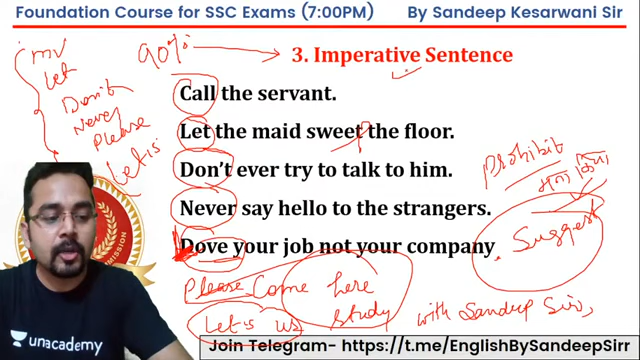 Foundation Course for SSC Exams (7:00PM) By Sandeep Kesarwani Sir
90% 3. Imperative Sentence
mv
Let
Don't
Never
Please
Let's
Call the servant.
Let the maid sweet the floor.
Don't ever try to talk to him.
Never say hello to the strangers.
Dove your job not your company
prohibit
मना किया
Suggest
Please Come here
Let's us study with Sandeep Sir,
COMMISSION
unacademy
Join Telegram- https://t.me/EnglishBySandeepSirr